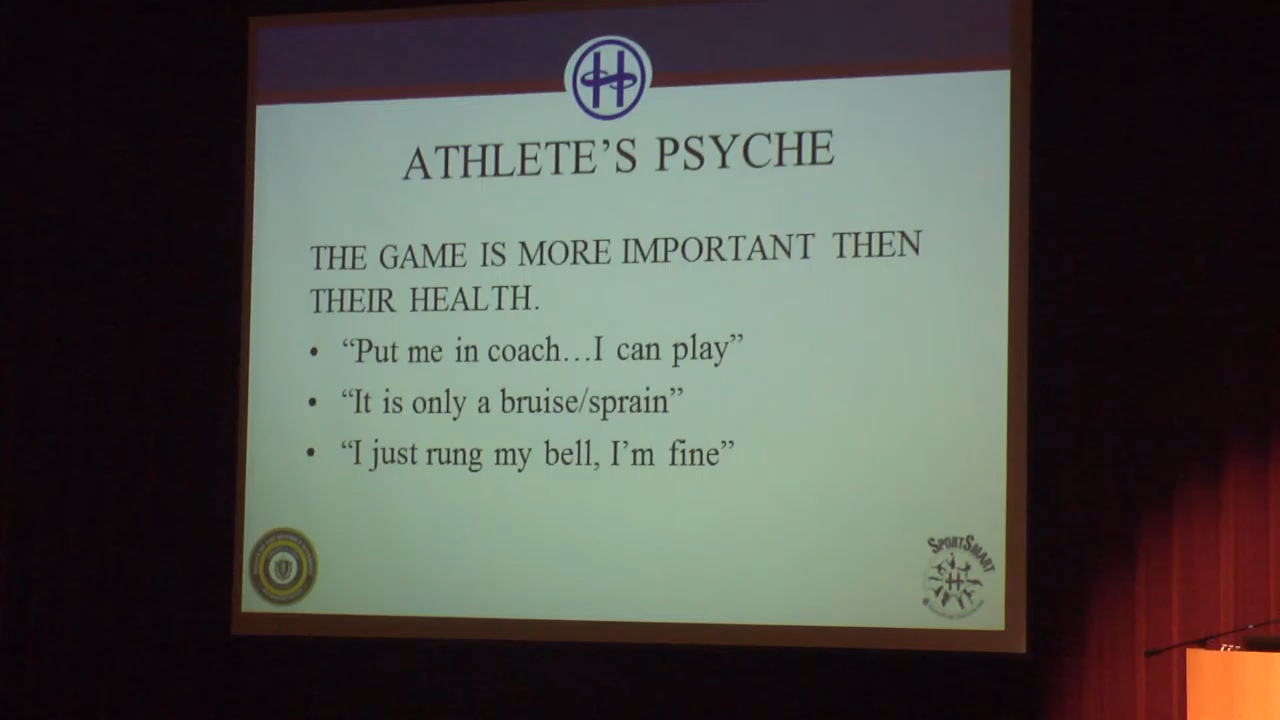 ATHLETE'S PSYCHE
THE GAME IS MORE IMPORTANT THEN
THEIR HEALTH.
• “Put me in coach…I can play”
• “It is only a bruise/sprain”
• “I just rung my bell, I'm fine”
SPORTSMART